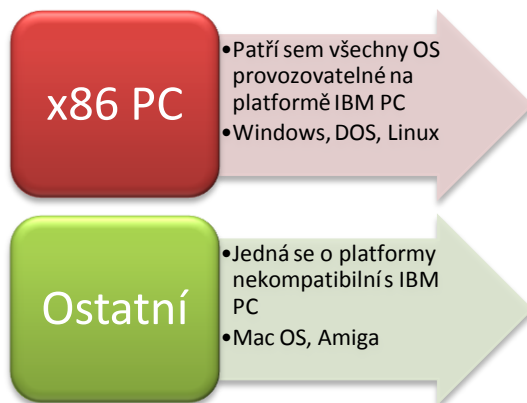 x86 PC
•Patří sem všechny OS
provozovatelné na
platformě IBM PC
•Windows, DOS, Linux
Ostatní
•Jedná se o platformy
nekompatibilní s IBM
PC
•Mac OS, Amiga